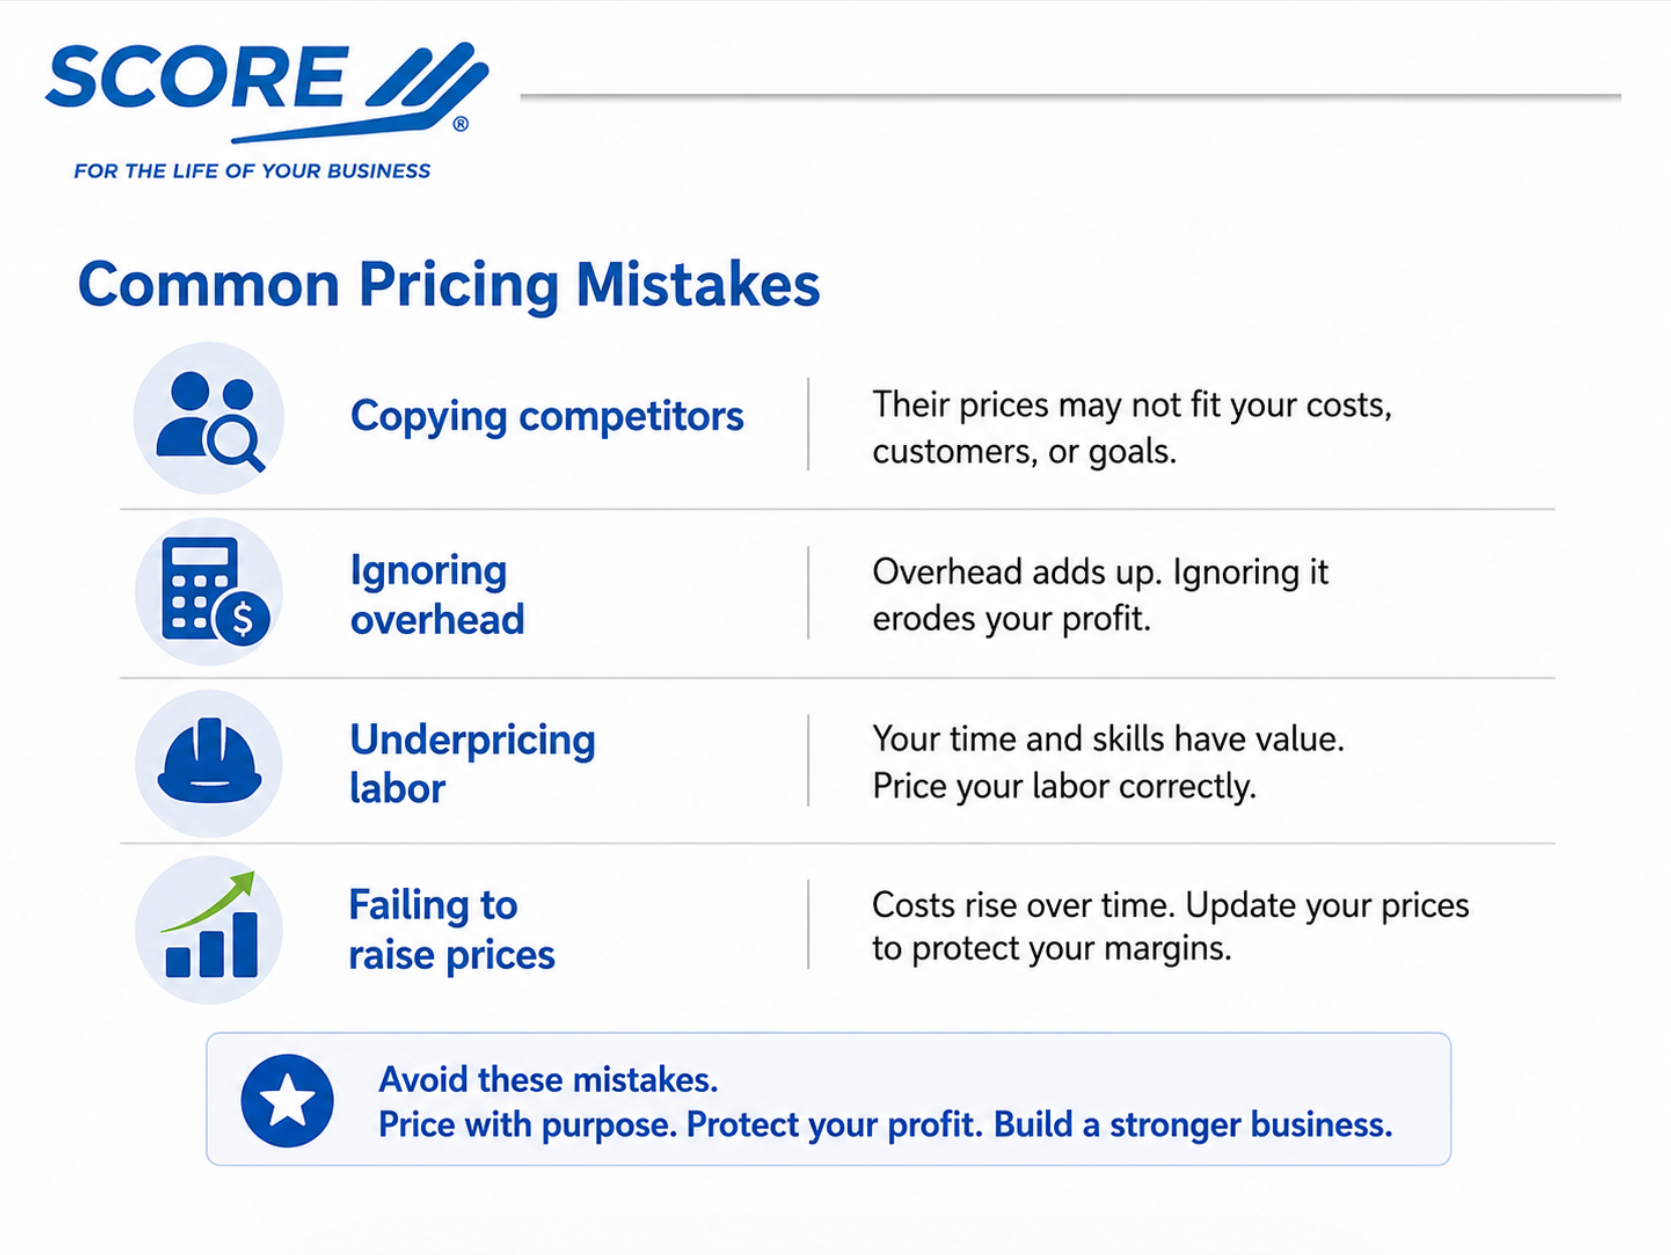 SCORE
®
FOR THE LIFE OF YOUR BUSINESS
Common Pricing Mistakes
Copying competitors
Their prices may not fit your costs,
customers, or goals.
Ignoring
overhead
Overhead adds up. Ignoring it
erodes your profit.
$
Underpricing
labor
Your time and skills have value.
Price your labor correctly.
Failing to
raise prices
Costs rise over time. Update your prices
to protect your margins.
Avoid these mistakes.
Price with purpose. Protect your profit. Build a stronger business.